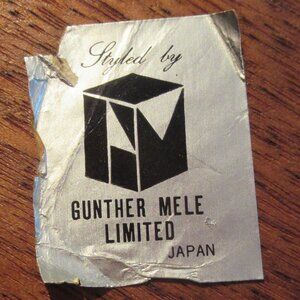 Styled by
GUNTHER MELE
LIMITED
JAPAN